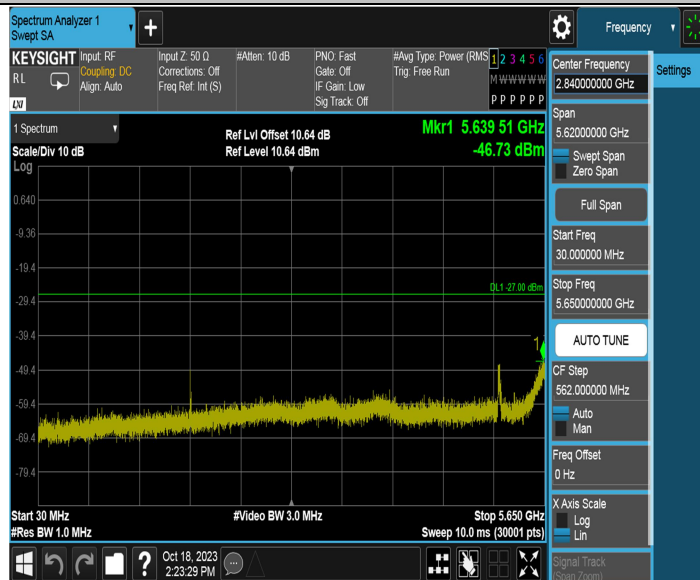 Spectrum Analyzer 1
Swept SA
+
Frequency
KEYSIGHT
RL
LXI
Input: RF
Coupling: DC
Align: Auto
Input Z: 50 Ω
Corrections: Off
Freq Ref: Int (S)
#Atten: 10 dB
PNO: Fast
Gate: Off
IF Gain: Low
Sig Track: Off
#Avg Type: Power (RMS
Trig: Free Run
1 2 3 4 5 6
M W W W W W
P P P P P P
1 Spectrum
Scale/Div 10 dB
Log
Ref Lvl Offset 10.64 dB
Ref Level 10.64 dBm
Mkr1 5.639 51 GHz
-46.73 dBm
0.640
-9.36
-19.4
-29.4
-39.4
-49.4
-59.4
-69.4
-79.4
DL1 -27.00 dBm
1
Start 30 MHz
#Res BW 1.0 MHz
#Video BW 3.0 MHz
Stop 5.650 GHz
Sweep 10.0 ms (30001 pts)
Center Frequency
2.840000000 GHz
Settings
Span
5.62000000 GHz
Swept Span
Zero Span
Full Span
Start Freq
30.000000 MHz
Stop Freq
5.650000000 GHz
AUTO TUNE
CF Step
562.000000 MHz
Auto
Man
Freq Offset
0 Hz
X Axis Scale
Log
Lin
Signal Track
(Span Zoom)
?
Oct 18, 2023
2:23:29 PM